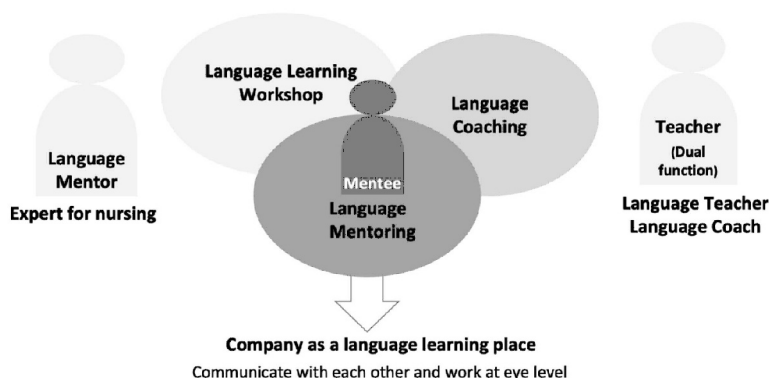 Language Learning
Workshop
Language
Coaching
Language
Mentor
Expert for nursing
Mentee
Language
Mentoring
Teacher
(Dual
function)
Language Teacher
Language Coach
Company as a language learning place
Communicate with each other and work at eye level